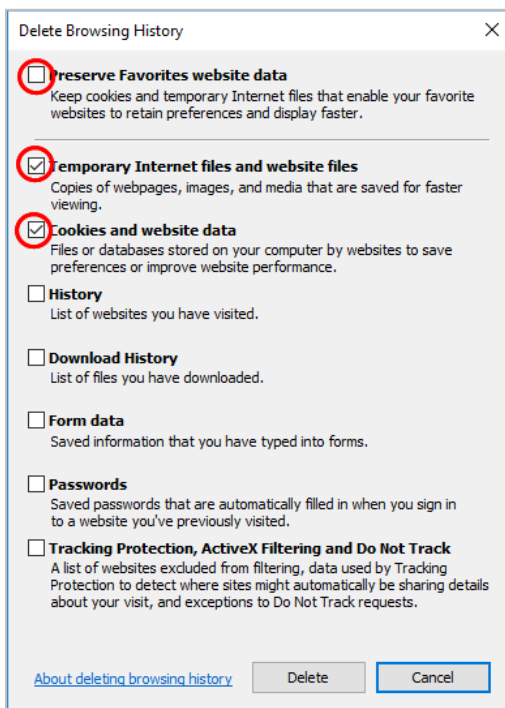 Delete Browsing History
Preserve Favorites website data
Keep cookies and temporary Internet files that enable your favorite
websites to retain preferences and display faster.
Temporary Internet files and website files
Copies of webpages, images, and media that are saved for faster
viewing.
Cookies and website data
Files or databases stored on your computer by websites to save
preferences or improve website performance.
History
List of websites you have visited.
Download History
List of files you have downloaded.
Form data
Saved information that you have typed into forms.
Passwords
Saved passwords that are automatically filled in when you sign in
to a website you've previously visited.
Tracking Protection, ActiveX Filtering and Do Not Track
A list of websites excluded from filtering, data used by Tracking
Protection to detect where sites might automatically be sharing details
about your visit, and exceptions to Do Not Track requests.
About deleting browsing history
Delete
Cancel